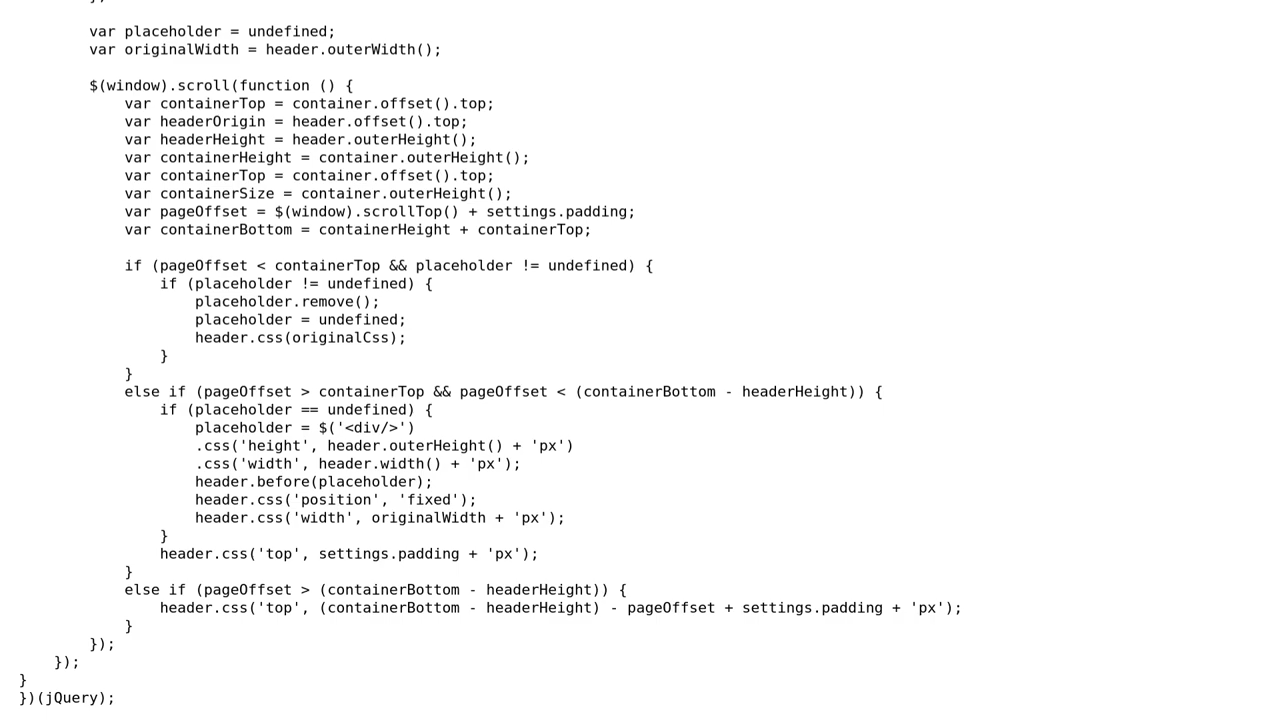 };
var placeholder = undefined;
var originalWidth = header.outerWidth();
$(window).scroll(function () {
var containerTop = container.offset().top;
var headerOrigin = header.offset().top;
var headerHeight = header.outerHeight();
var containerHeight = container.outerHeight();
var containerTop = container.offset().top;
var containerSize = container.outerHeight();
var pageOffset = $(window).scrollTop() + settings.padding;
var containerBottom = containerHeight + containerTop;
if (pageOffset < containerTop && placeholder != undefined) {
if (placeholder != undefined) {
placeholder.remove();
placeholder = undefined;
header.css(originalCss);
}
}
else if (pageOffset > containerTop && pageOffset < (containerBottom - headerHeight)) {
if (placeholder == undefined) {
placeholder = $('<div/>')
.css('height', header.outerHeight() + 'px')
.css('width', header.width() + 'px');
header.before(placeholder);
header.css('position', 'fixed');
header.css('width', originalWidth + 'px');
}
header.css('top', settings.padding + 'px');
}
else if (pageOffset > (containerBottom - headerHeight)) {
header.css('top', (containerBottom - headerHeight) - pageOffset + settings.padding + 'px');
}
});
});
}
})(jQuery);